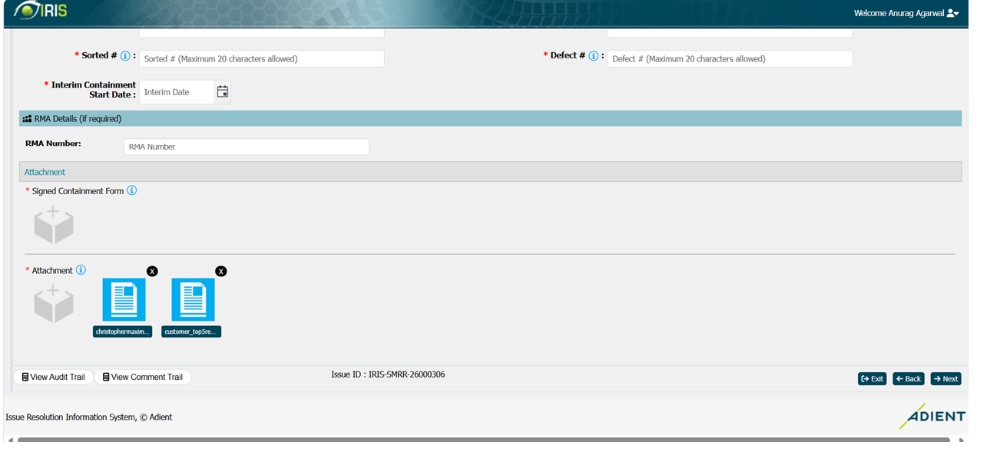 IRIS
Welcome Anurag Agarwal
* Sorted # i : Sorted # (Maximum 20 characters allowed)
* Defect # i : Defect # (Maximum 20 characters allowed)
* Interim Containment
Start Date : Interim Date
RMA Details (if required)
RMA Number: RMA Number
Attachment
* Signed Containment Form i
* Attachment i
X X
christophermaxim... customer_top5re...
View Audit Trail View Comment Trail Issue ID : IRIS-SMRR-26000306 Exit Back Next
Issue Resolution Information System, © Adient
ADIENT